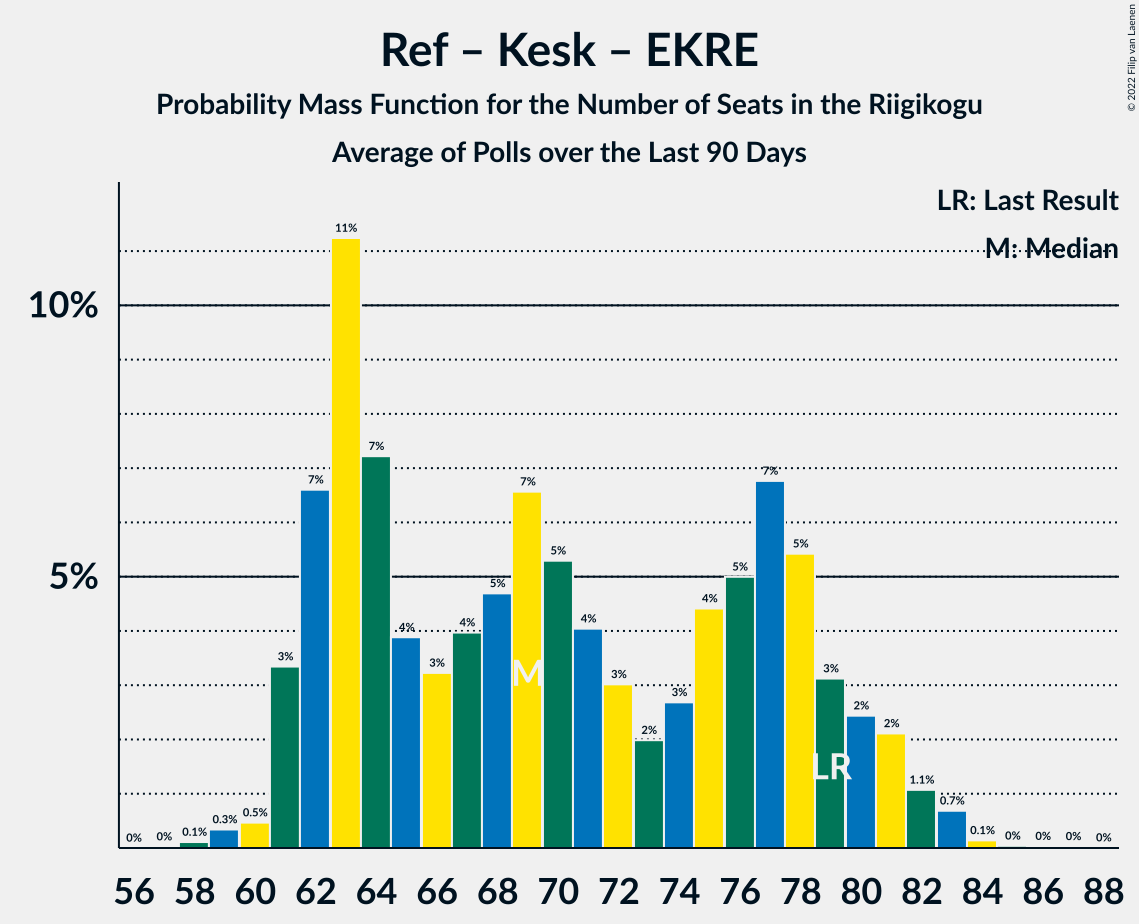 Ref – Kesk – EKRE
Probability Mass Function for the Number of Seats in the Riigikogu
Average of Polls over the Last 90 Days
© 2022 Filip van Laenen
LR: Last Result
M: Median
10%
5%
0% 0% 0.1% 0.3% 0.5% 3% 7% 11% 7% 4% 3% 4% 5% 7% 5% 4% 3% 2% 3% 4% 5% 7% 5% 3% 2% 2% 1.1% 0.7% 0.1% 0% 0% 0% 0%
M
LR
56 58 60 62 64 66 68 70 72 74 76 78 80 82 84 86 88